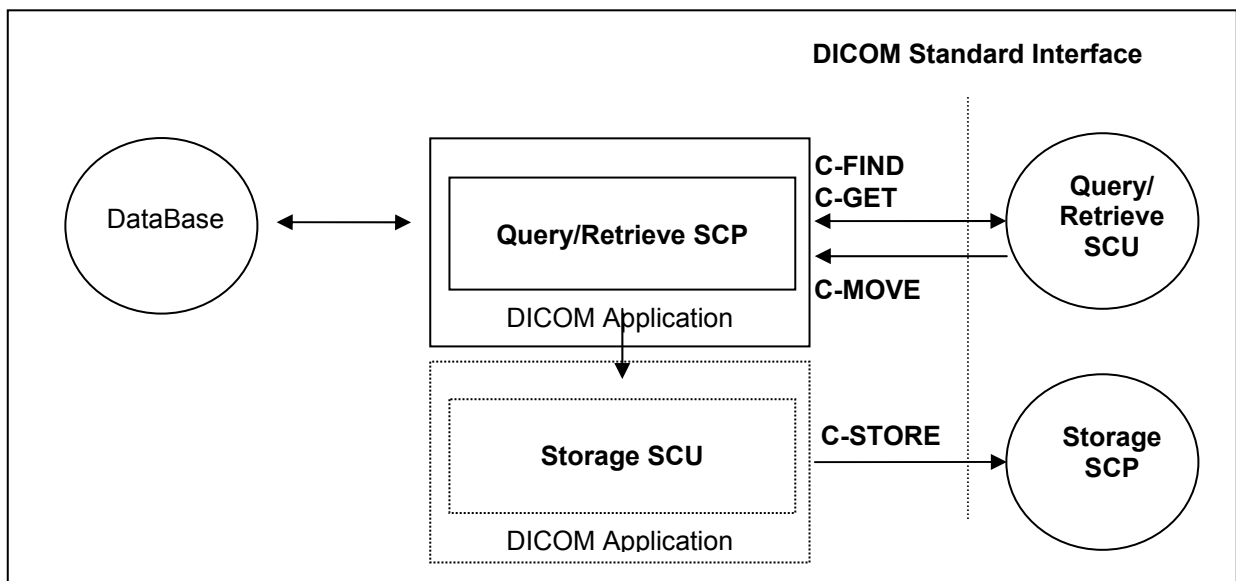 DICOM Standard Interface
DataBase
Query/Retrieve SCP
DICOM Application
C-FIND
C-GET
C-MOVE
Query/
Retrieve
SCU
Storage SCU
DICOM Application
C-STORE
Storage
SCP